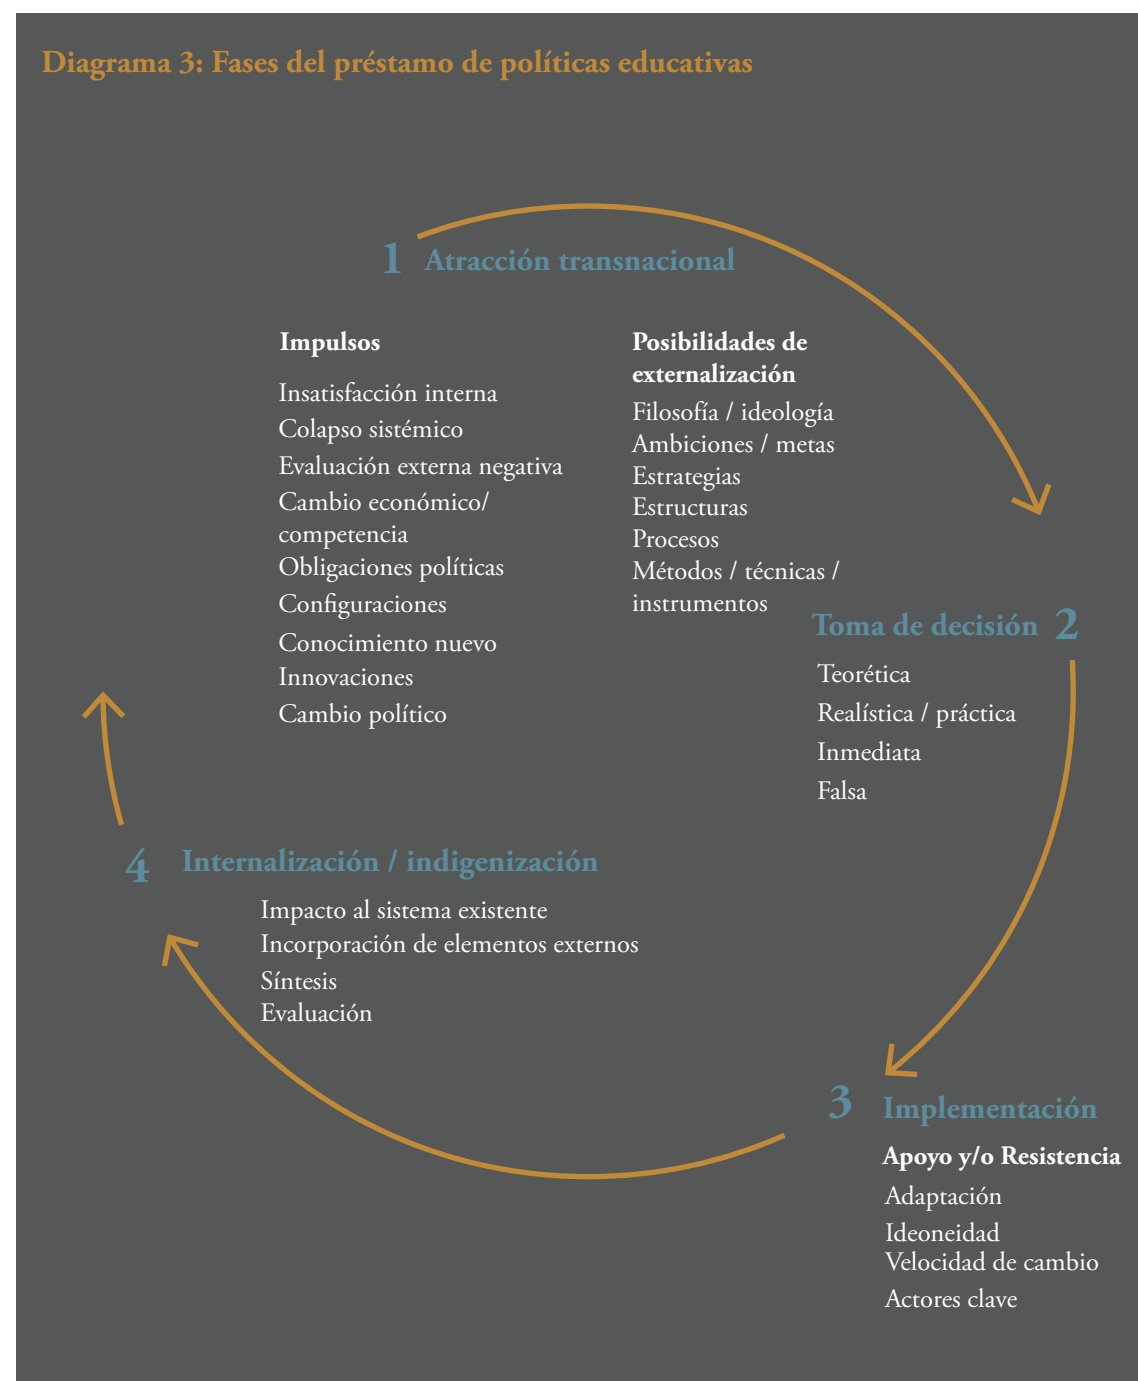 Diagrama 3: Fases del préstamo de políticas educativas
1 Atracción transnacional
Impulsos
Insatisfacción interna
Colapso sistémico
Evaluación externa negativa
Cambio económico/
competencia
Obligaciones políticas
Configuraciones
Conocimiento nuevo
Innovaciones
Cambio político
Posibilidades de
externalización
Filosofía / ideología
Ambiciones / metas
Estrategias
Estructuras
Procesos
Métodos / técnicas /
instrumentos
Toma de decisión 2
Teorética
Realística / práctica
Inmediata
Falsa
3 Implementación
Apoyo y/o Resistencia
Adaptación
Ideoneidad
Velocidad de cambio
Actores clave
4 Internalización / indigenización
Impacto al sistema existente
Incorporación de elementos externos
Síntesis
Evaluación